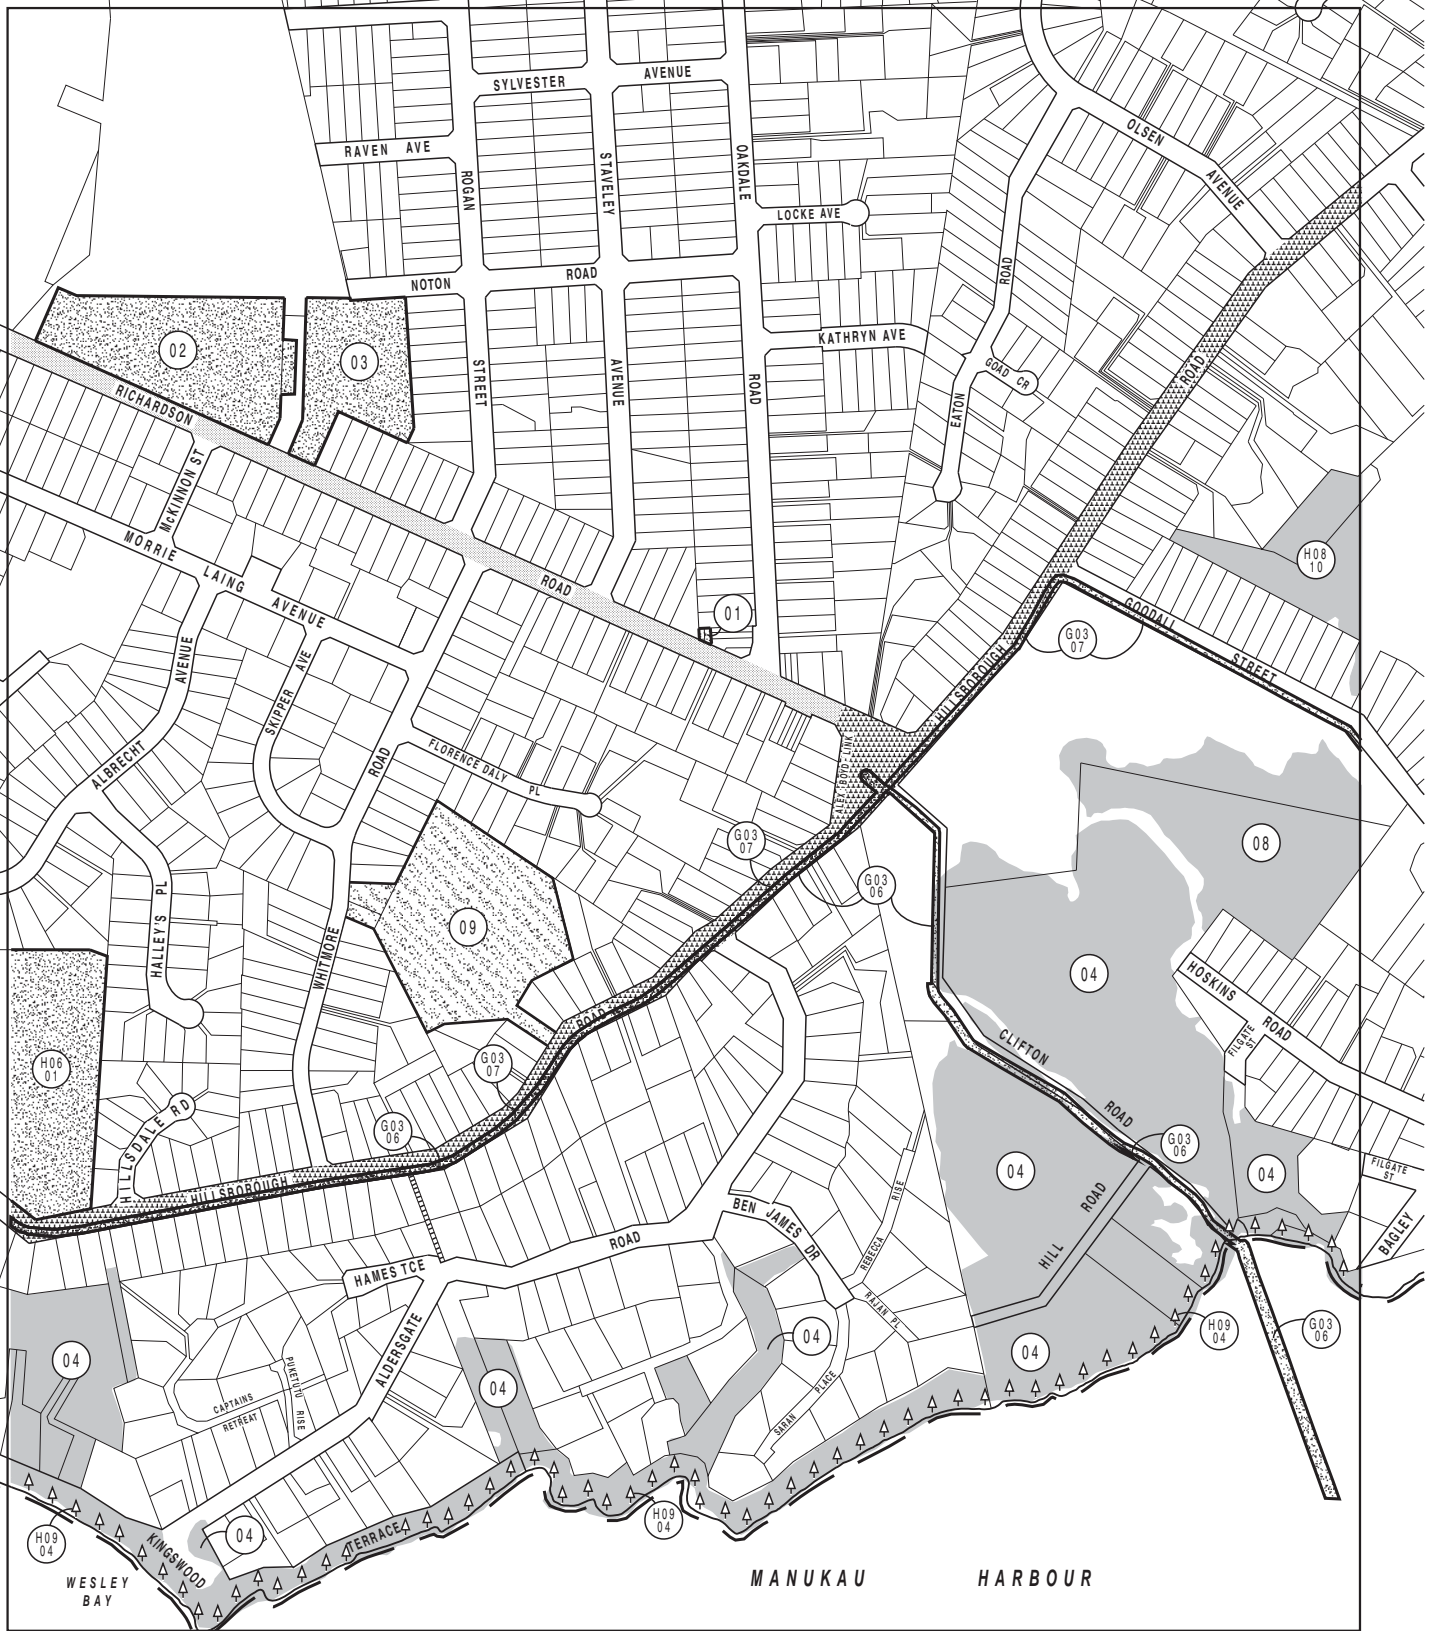 SYLVESTER AVENUE
OLSEN AVENUE
RAVEN AVE
ROGAN STREET
STAVELEY AVENUE
OAKDALE ROAD
LOCKE AVE
NOTON ROAD
EATON ROAD
KATHRYN AVE
GOAD CR
ROAD
02
03
RICHARDSON ROAD
McKINNON ST
MORRIE LAING AVENUE
H08
10
01
GOODALL STREET
G03
07
HILLSBOROUGH
ALBRECHT AVENUE
SKIPPER AVE
WHITMORE ROAD
FLORENCE DALY PL
ALEX BOYD LINK
G03
07
08
G03
06
HALLEY'S PL
09
04
HOSKINS ROAD
FILGATE
ST
ROAD
CLIFTON ROAD
H06
01
G03
07
HILLSDALE RD
G03
06
G03
06
04
04
FILGATE
ST
HILLSBOROUGH
HILL ROAD
BEN JAMES DR
REBECCA RISE
BAGLEY
HAMES TCE
ROAD
RAJAN PL
ALDERSGATE
04
04
04
04
H09
04
G03
06
PUKETUTU RISE
CAPTAINS
RETREAT
SARAN PLACE
H09
04
04
H09
04
KINGSWOOD TERRACE
WESLEY
BAY
MANUKAU HARBOUR